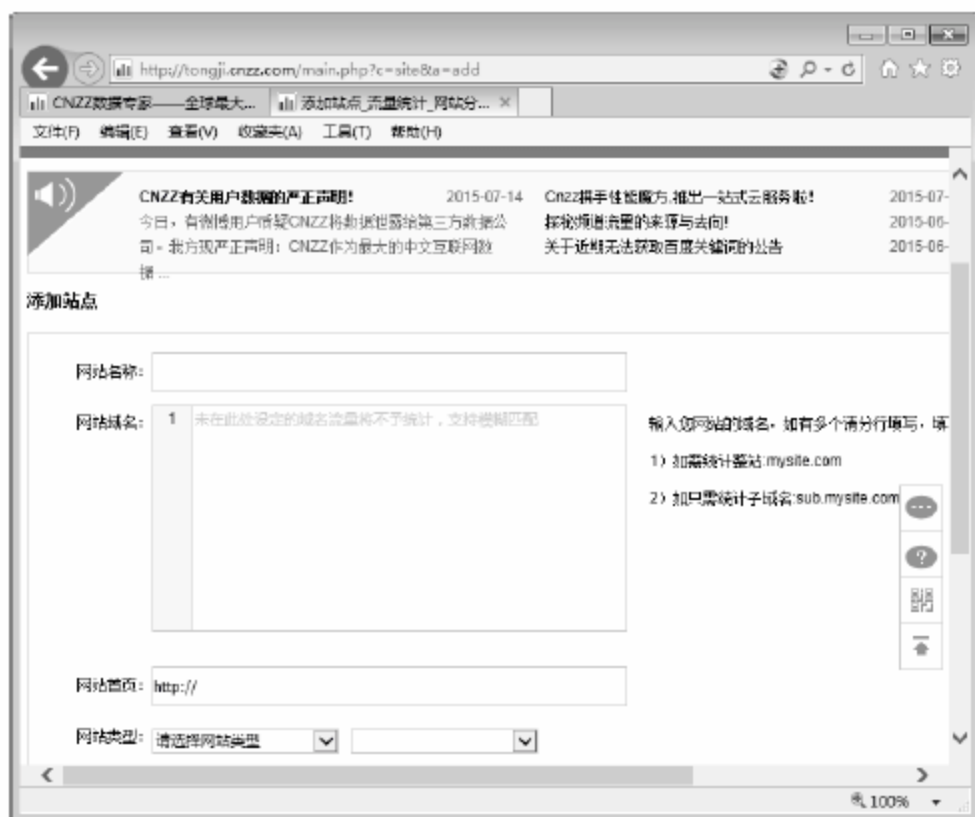 http://tongji.cnzz.com/main.php?c=site&a=add
CNZZ数据专家——全球最大... 添加站点_流量统计_网站分... ×
文件(F) 编辑(E) 查看(V) 收藏夹(A) 工具(T) 帮助(H)
CNZZ有关用户数据的严正声明! 2015-07-14 Cnzz携手性能魔方,推出一站式云服务啦! 2015-07-
今日，有微博用户质疑CNZZ将数据泄露给第三方数据公 探秘频道流量的来源与去向! 2015-06-
司。我方现严正声明：CNZZ作为最大的中文互联网数 关于近期无法获取百度关键词的公告 2015-06-
据 ...
添加站点
网站名称:
网站域名: 1 未在此处设定的域名流量将不予统计，支持模糊匹配
输入您网站的域名。如有多个请分行填写，填
1) 如需统计整站:mysite.com
2) 如只需统计子域名:sub.mysite.com
网站首页: http://
网站类型: 请选择网站类型
100%